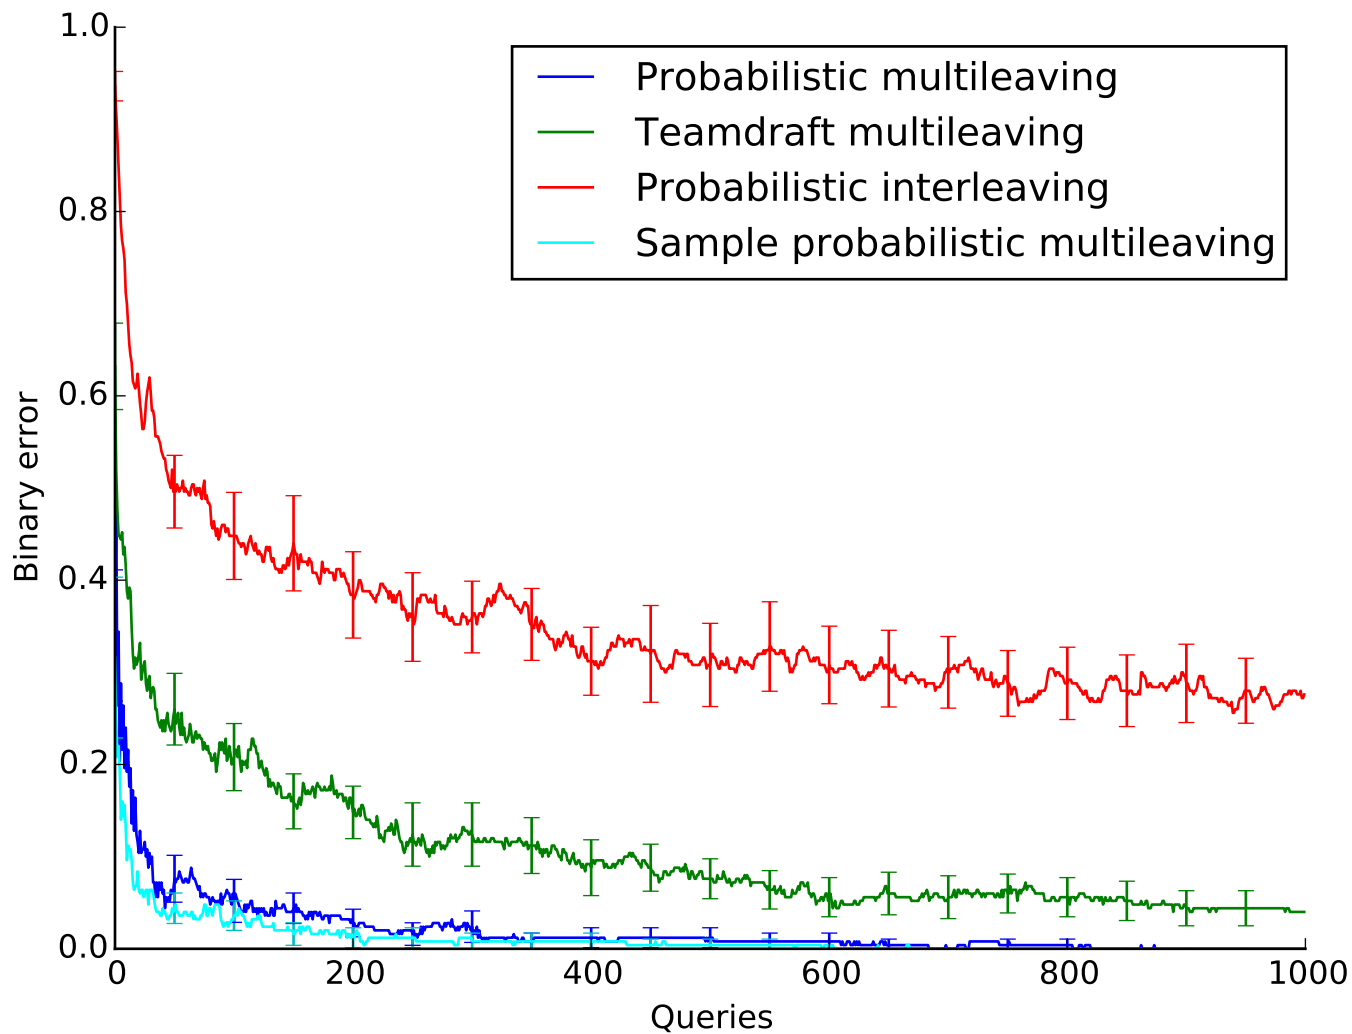 1.0
0.8
0.6
0.4
0.2
0.0
Binary error
Probabilistic multileaving
Teamdraft multileaving
Probabilistic interleaving
Sample probabilistic multileaving
0 200 400 600 800 1000
Queries